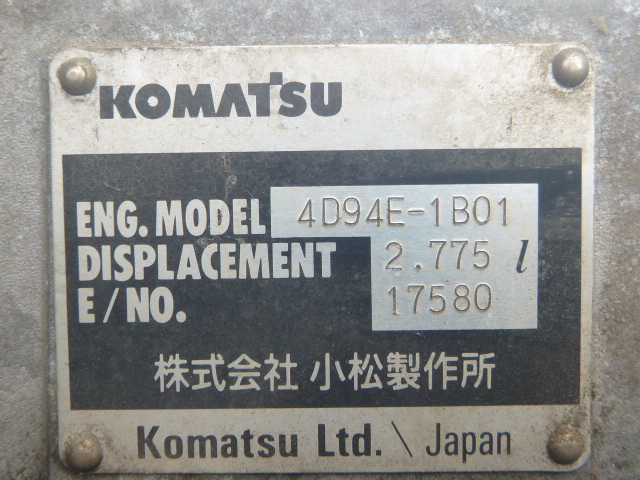 KOMATSU
ENG. MODEL 4D94E-1B01
DISPLACEMENT 2.775 l
E/NO. 17580
株式会社 小松製作所
Komatsu Ltd. \ Japan